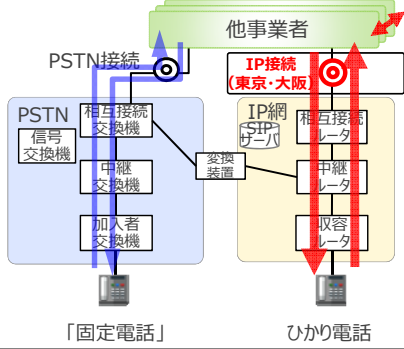 他事業者
PSTN接続
IP接続
(東京・大阪)
PSTN
信号
交換機
相互接続
交換機
中継
交換機
加入者
交換機
変換
装置
IP網
SIP
サーバ
相互接続
ルータ
中継
ルータ
収容
ルータ
「固定電話」
ひかり電話